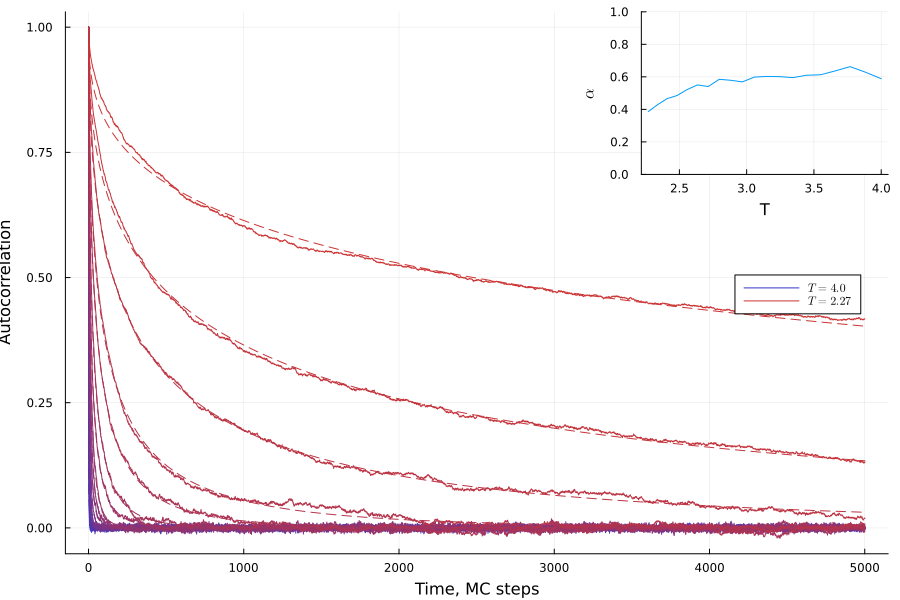 Autocorrelation
1.00
0.75
0.50
0.25
0.00
0 1000 2000 3000 4000 5000
Time, MC steps
α
1.0
0.8
0.6
0.4
0.2
0.0
2.5 3.0 3.5 4.0
T
T = 4.0
T = 2.27